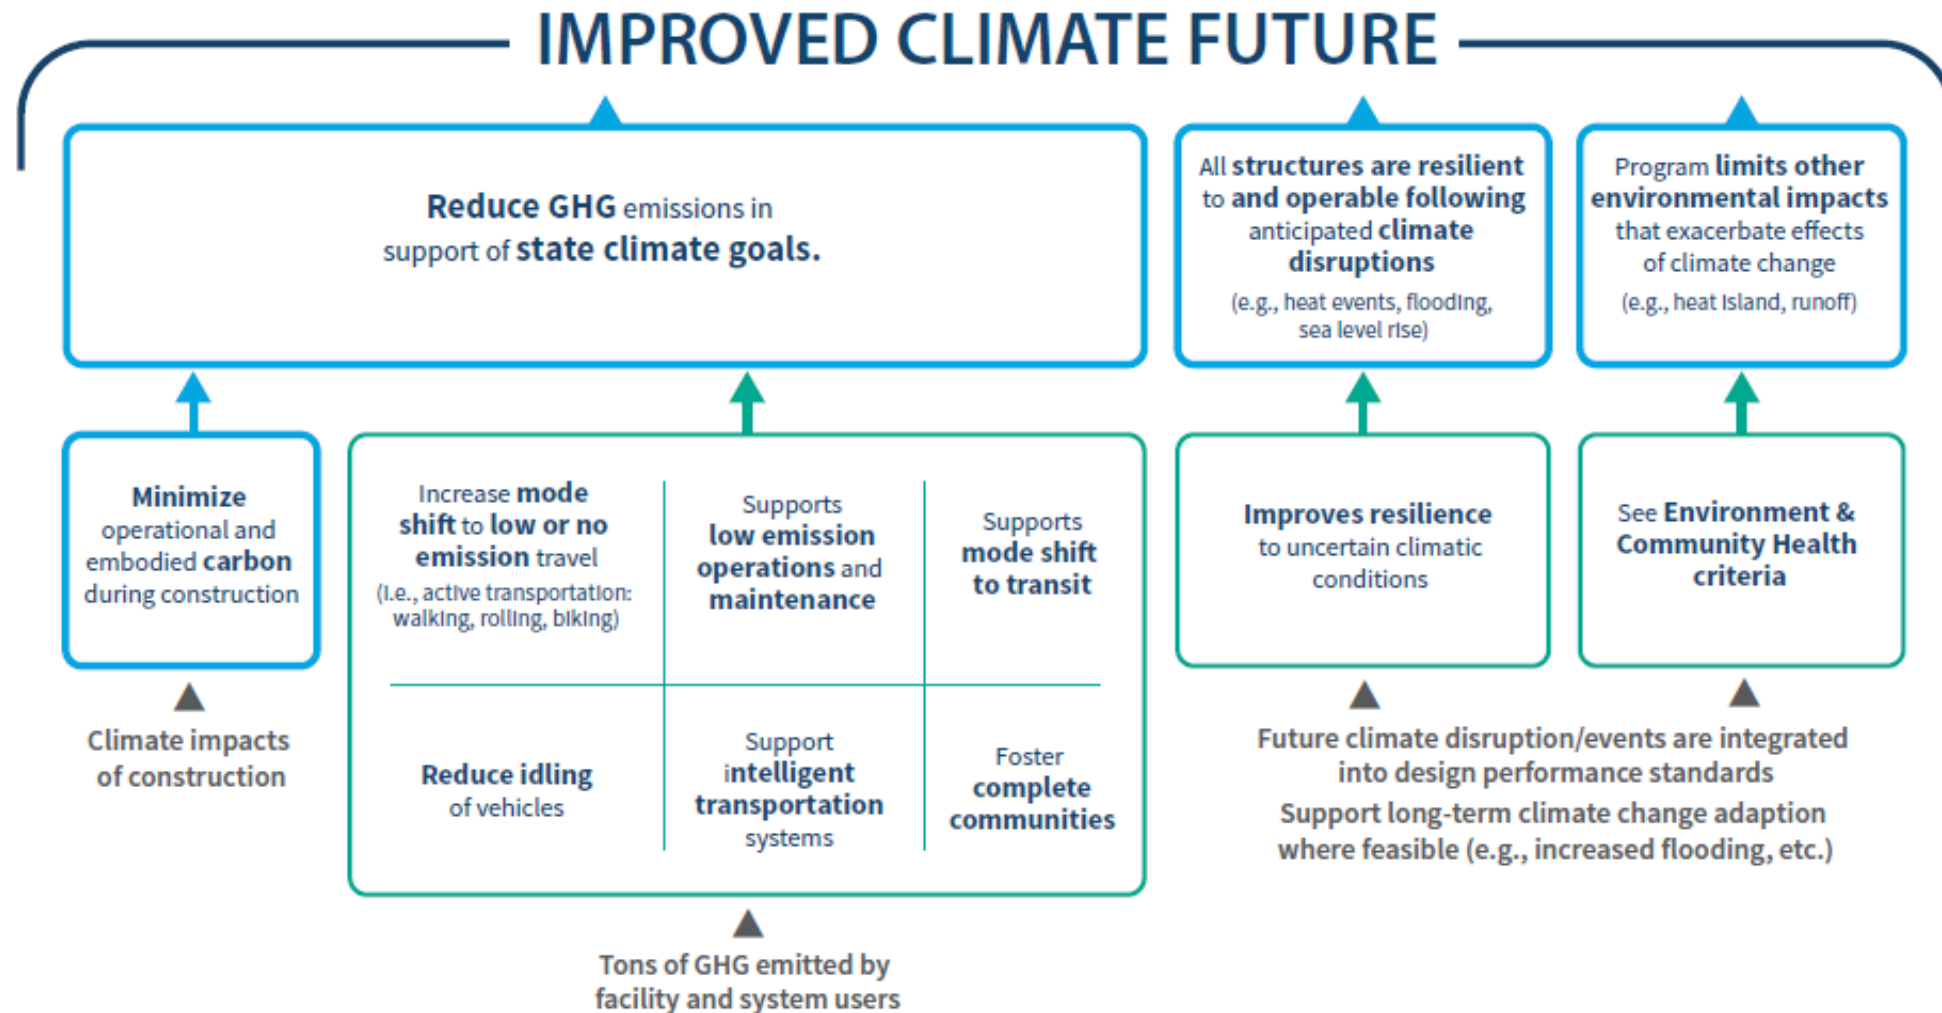 IMPROVED CLIMATE FUTURE
Reduce GHG emissions in
support of state climate goals.
All structures are resilient
to and operable following
anticipated climate
disruptions
(e.g., heat events, flooding,
sea level rise)
Program limits other
environmental impacts
that exacerbate effects
of climate change
(e.g., heat island, runoff)
Minimize
operational and
embodied carbon
during construction
Increase mode
shift to low or no
emission travel
(i.e., active transportation:
walking, rolling, biking)
Supports
low emission
operations and
maintenance
Supports
mode shift
to transit
Reduce idling
of vehicles
Support
intelligent
transportation
systems
Foster
complete
communities
Improves resilience
to uncertain climatic
conditions
See Environment &
Community Health
criteria
Climate impacts
of construction
Tons of GHG emitted by
facility and system users
Future climate disruption/events are integrated
into design performance standards
Support long-term climate change adaption
where feasible (e.g., increased flooding, etc.)